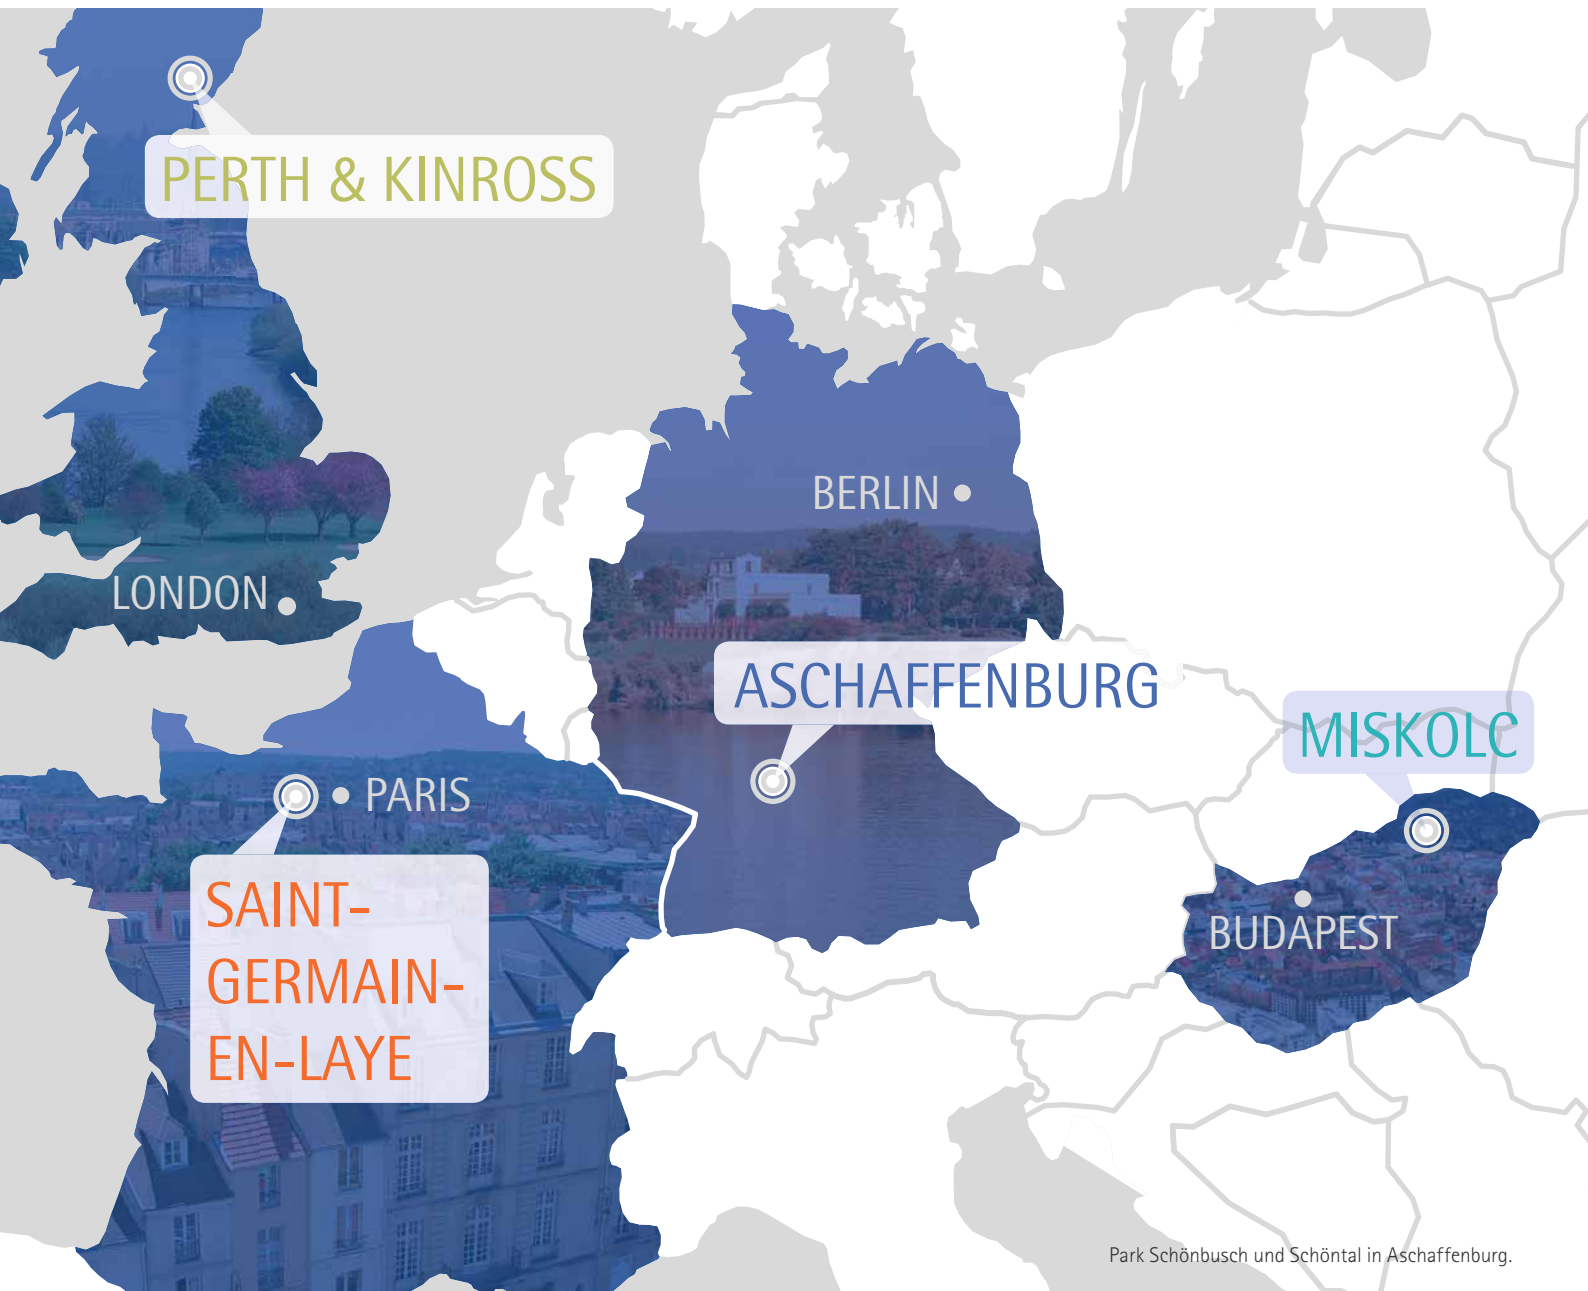 PERTH & KINROSS
BERLIN
LONDON
ASCHAFFENBURG
MISKOLC
PARIS
SAINT-
GERMAIN-
EN-LAYE
BUDAPEST
Park Schönbusch und Schöntal in Aschaffenburg.